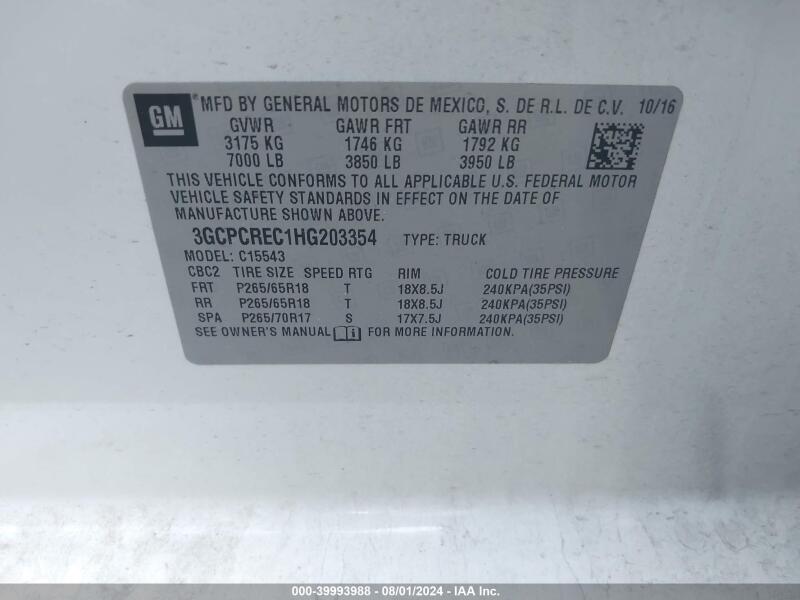 GM MFD BY GENERAL MOTORS DE MEXICO, S. DE R.L. DE C.V. 10/16
GVWR GAWR FRT GAWR RR
3175 KG 1746 KG 1792 KG
7000 LB 3850 LB 3950 LB
THIS VEHICLE CONFORMS TO ALL APPLICABLE U.S. FEDERAL MOTOR
VEHICLE SAFETY STANDARDS IN EFFECT ON THE DATE OF
MANUFACTURE SHOWN ABOVE.
3GCPCREC1HG203354 TYPE: TRUCK
MODEL: C15543
CBC2 TIRE SIZE SPEED RTG RIM COLD TIRE PRESSURE
FRT P265/65R18 T 18X8.5J 240KPA(35PSI)
RR P265/65R18 T 18X8.5J 240KPA(35PSI)
SPA P265/70R17 S 17X7.5J 240KPA(35PSI)
SEE OWNER'S MANUAL i FOR MORE INFORMATION.
000-39993988 - 08/01/2024 - IAA Inc.